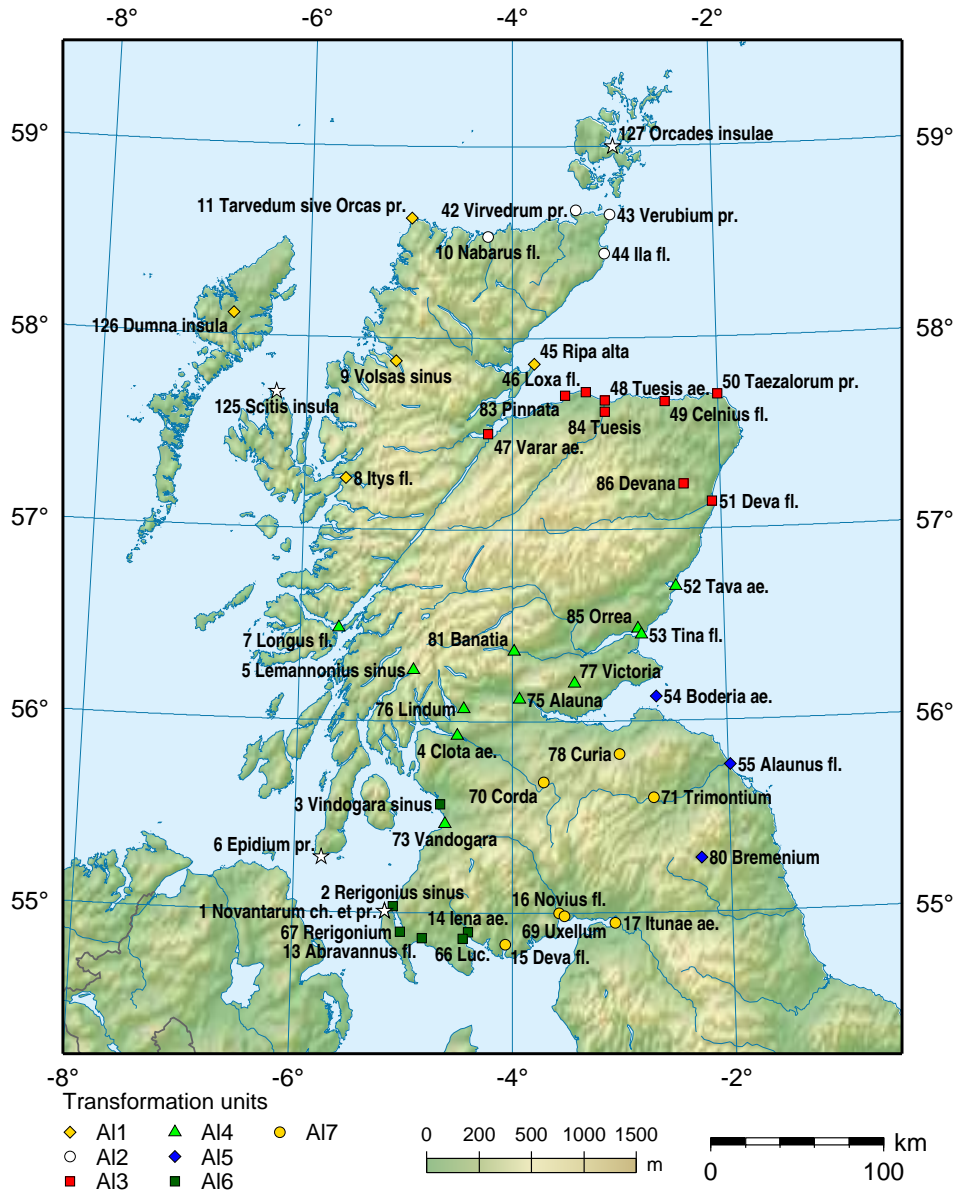 -8° -6° -4° -2°
59° 59°
127 Orcades insulae
11 Tarvedum sive Orcas pr.
42 Virvedrum pr.
43 Verubium pr.
10 Nabarus fl.
44 Ila fl.
58° 58°
126 Dumna insula
45 Ripa alta
9 Volsas sinus
46 Loxa fl.
48 Tuesis ae.
50 Taezalorum pr.
125 Scitis insula
83 Pinnata
49 Celnius fl.
84 Tuesis
47 Varar ae.
8 Itys fl.
86 Devana
51 Deva fl.
57° 57°
52 Tava ae.
85 Orrea
7 Longus fl.
81 Banatia
53 Tina fl.
5 Lemannonius sinus
77 Victoria
76 Lindum
75 Alauna
54 Boderia ae.
56° 56°
4 Clota ae.
78 Curia
55 Alaunus fl.
70 Corda
71 Trimontium
3 Vindogara sinus
73 Vandogara
6 Epidium pr.
80 Bremenium
2 Rerigonius sinus
16 Novius fl.
55° 55°
1 Novantarum ch. et pr.
14 Iena ae.
17 Itunae ae.
67 Rerigonium
69 Uxellum
13 Abravannus fl.
66 Luc.
15 Deva fl.
-8° -6° -4° -2°
Transformation units
Al1 Al4 Al7
Al2 Al5
Al3 Al6
0 200 500 1000 1500
m
km
0 100